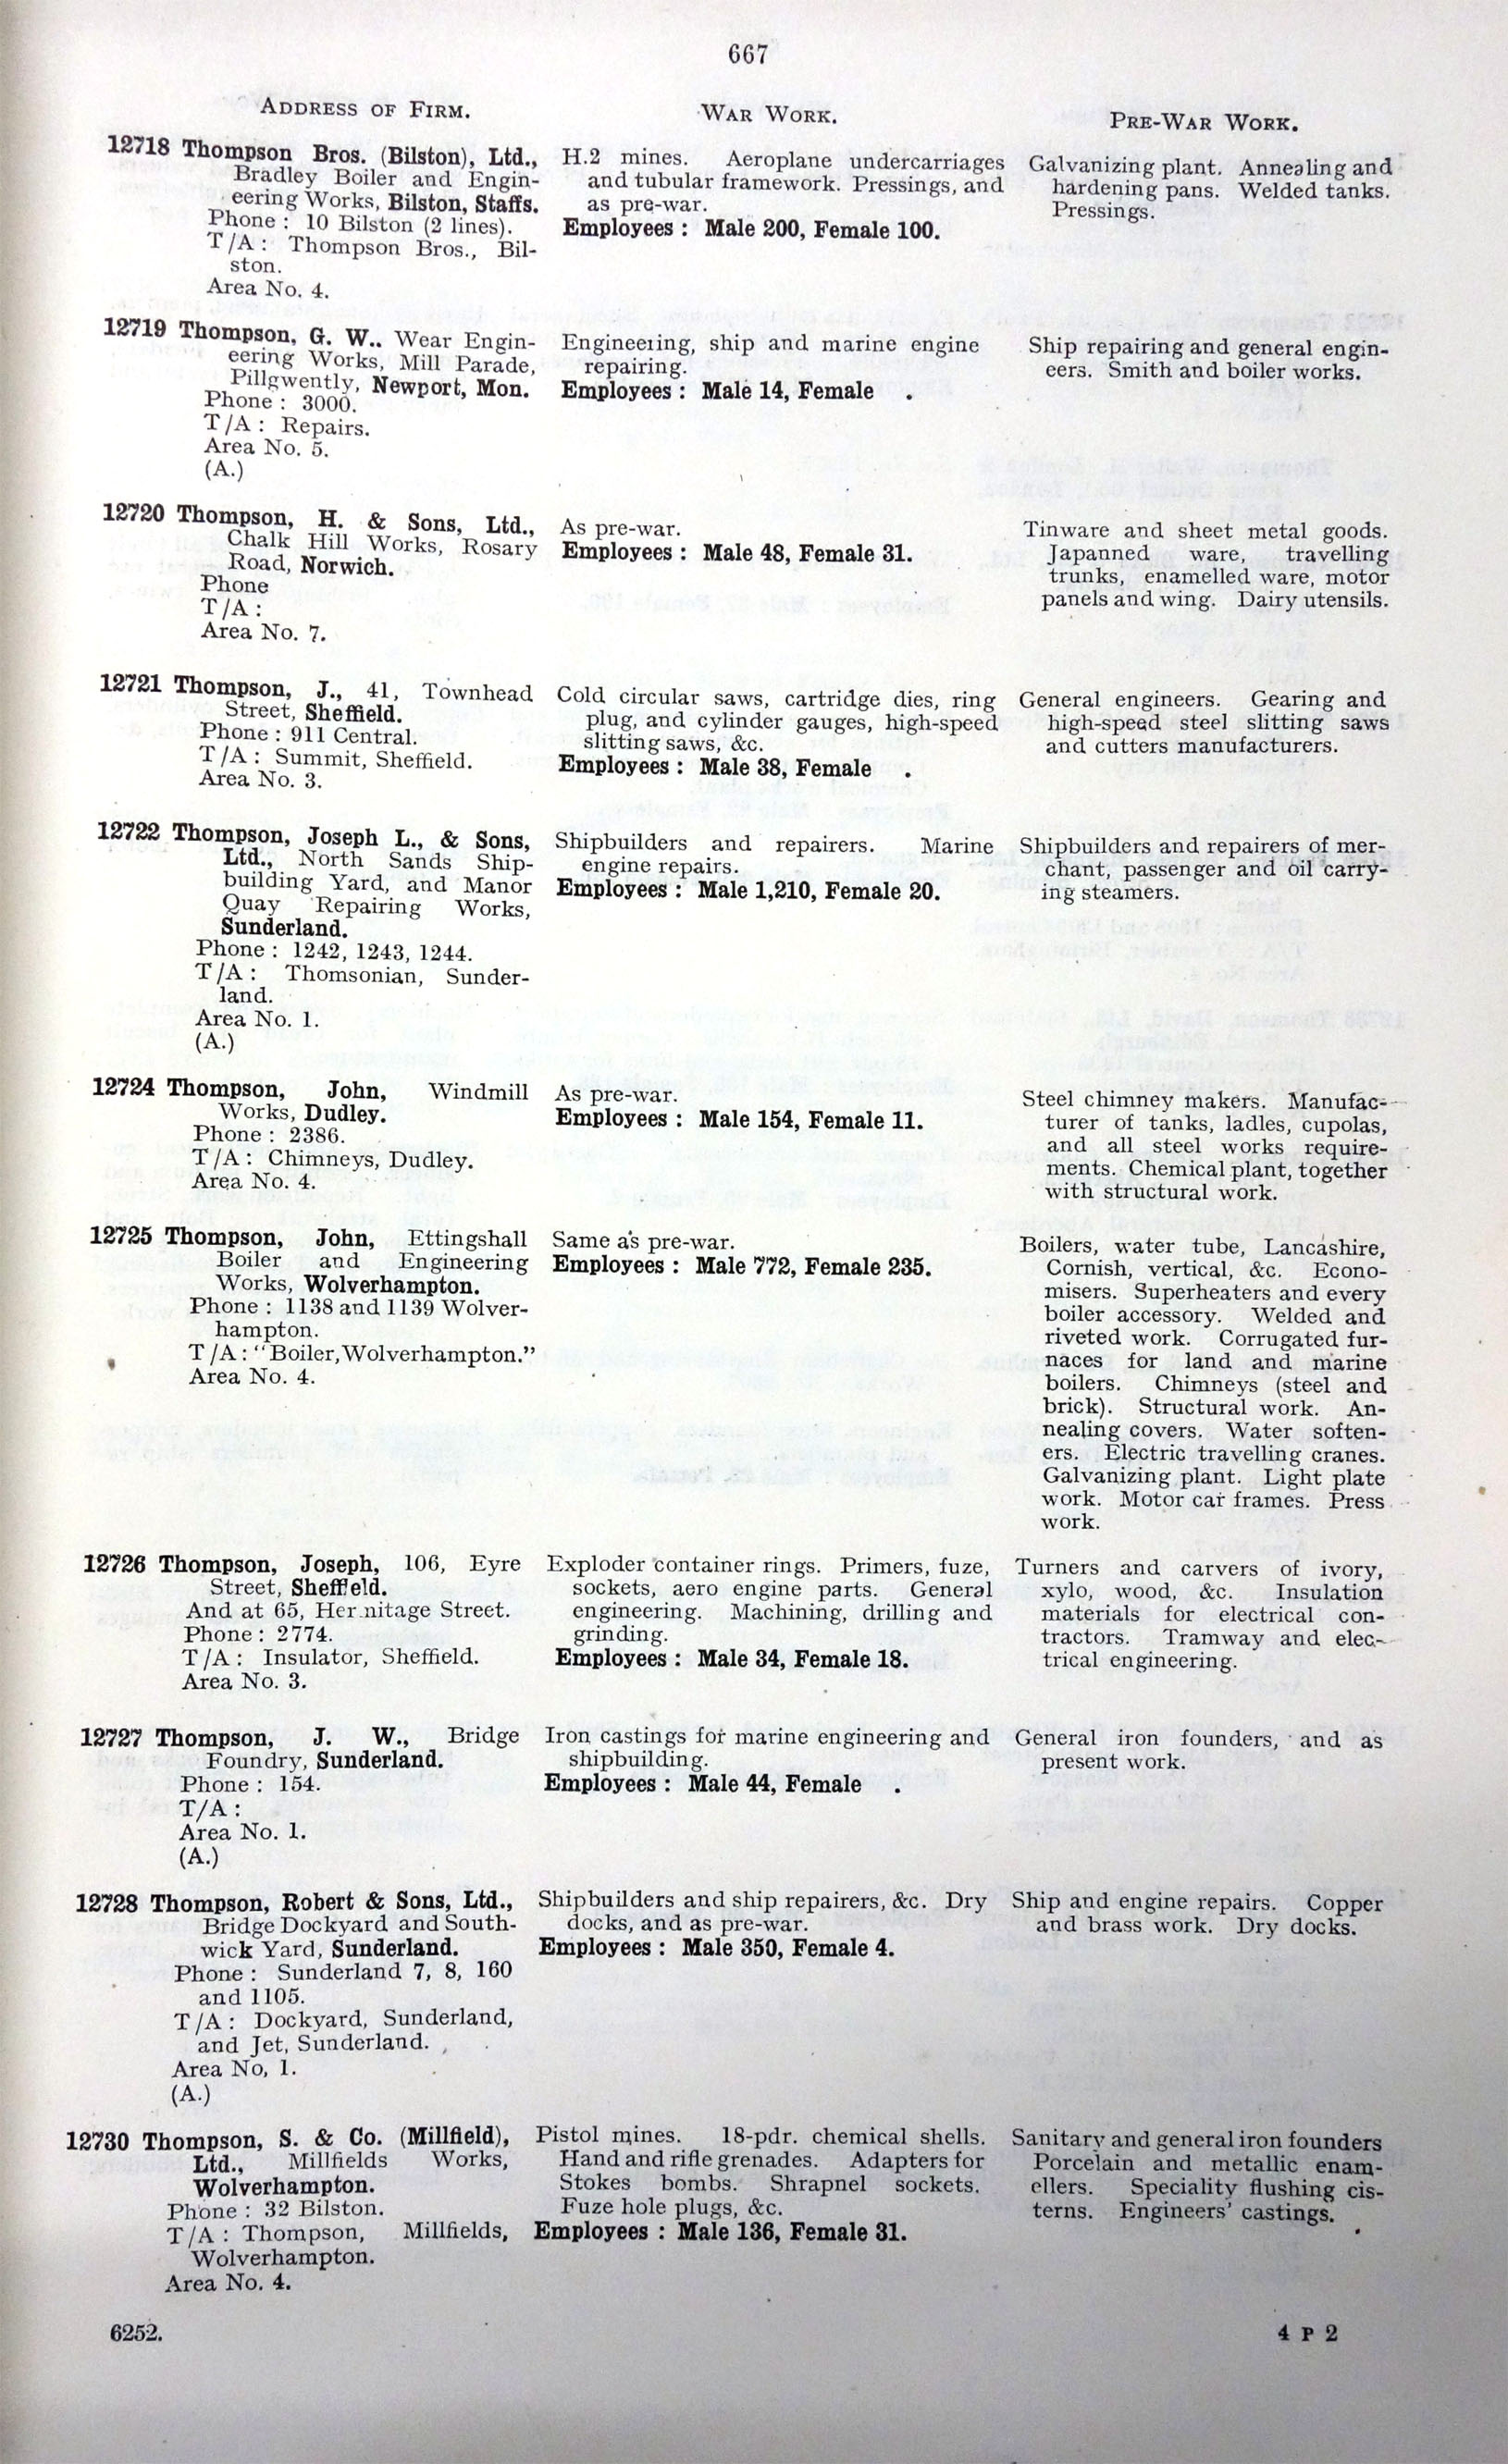 667
ADDRESS OF FIRM.
WAR WORK.
PRE-WAR WORK.
12718 Thompson Bros. (Bilston), Ltd.,
Bradley Boiler and Engin-
eering Works, Bilston, Staffs.
Phone : 10 Bilston (2 lines).
T/A : Thompson Bros., Bil-
ston.
Area No. 4.
H.2 mines. Aeroplane undercarriages
and tubular framework. Pressings, and
as pre-war.
Employees : Male 200, Female 100.
Galvanizing plant. Annealing and
hardening pans. Welded tanks.
Pressings.
12719 Thompson, G. W., Wear Engin-
eering Works, Mill Parade,
Pillgwently, Newport, Mon.
Phone : 3000.
T/A : Repairs.
Area No. 5.
(A.)
Engineering, ship and marine engine
repairing.
Employees : Male 14, Female .
Ship repairing and general engin-
eers. Smith and boiler works.
12720 Thompson, H. & Sons, Ltd.,
Chalk Hill Works, Rosary
Road, Norwich.
Phone
T/A :
Area No. 7.
As pre-war.
Employees : Male 48, Female 31.
Tinware and sheet metal goods.
Japanned ware, travelling
trunks, enamelled ware, motor
panels and wing. Dairy utensils.
12721 Thompson, J., 41, Townhead
Street, Sheffield.
Phone : 911 Central.
T/A : Summit, Sheffield.
Area No. 3.
Cold circular saws, cartridge dies, ring
plug, and cylinder gauges, high-speed
slitting saws, &c.
Employees : Male 38, Female .
General engineers. Gearing and
high-speed steel slitting saws
and cutters manufacturers.
12722 Thompson, Joseph L., & Sons,
Ltd., North Sands Ship-
building Yard, and Manor
Quay Repairing Works,
Sunderland.
Phone : 1242, 1243, 1244.
T/A : Thomsonian, Sunder-
land.
Area No. 1.
(A.)
Shipbuilders and repairers. Marine
engine repairs.
Employees : Male 1,210, Female 20.
Shipbuilders and repairers of mer-
chant, passenger and oil carry-
ing steamers.
12724 Thompson, John, Windmill
Works, Dudley.
Phone : 2386.
T/A : Chimneys, Dudley.
Area No. 4.
As pre-war.
Employees : Male 154, Female 11.
Steel chimney makers. Manufac-
turer of tanks, ladles, cupolas,
and all steel works require-
ments. Chemical plant, together
with structural work.
12725 Thompson, John, Ettingshall
Boiler and Engineering
Works, Wolverhampton.
Phone : 1138 and 1139 Wolver-
hampton.
T/A : "Boiler, Wolverhampton."
Area No. 4.
Same as pre-war.
Employees : Male 772, Female 235.
Boilers, water tube, Lancashire,
Cornish, vertical, &c. Econo-
misers. Superheaters and every
boiler accessory. Welded and
riveted work. Corrugated fur-
naces for land and marine
boilers. Chimneys (steel and
brick). Structural work. An-
nealing covers. Water soften-
ers. Electric travelling cranes.
Galvanizing plant. Light plate
work. Motor car frames. Press
work.
12726 Thompson, Joseph, 106, Eyre
Street, Sheffield.
And at 65, Hermitage Street.
Phone : 2774.
T/A : Insulator, Sheffield.
Area No. 3.
Exploder container rings. Primers, fuze,
sockets, aero engine parts. General
engineering. Machining, drilling and
grinding.
Employees : Male 34, Female 18.
Turners and carvers of ivory,
xylo, wood, &c. Insulation
materials for electrical con-
tractors. Tramway and elec-
trical engineering.
12727 Thompson, J. W., Bridge
Foundry, Sunderland.
Phone : 154.
T/A :
Area No. 1.
(A.)
Iron castings for marine engineering and
shipbuilding.
Employees : Male 44, Female .
General iron founders, and as
present work.
12728 Thompson, Robert & Sons, Ltd.,
Bridge Dockyard and South-
wick Yard, Sunderland.
Phone : Sunderland 7, 8, 160
and 1105.
T/A : Dockyard, Sunderland,
and Jet, Sunderland.
Area No, 1.
(A.)
Shipbuilders and ship repairers, &c. Dry
docks, and as pre-war.
Employees : Male 350, Female 4.
Ship and engine repairs. Copper
and brass work. Dry docks.
12730 Thompson, S. & Co. (Millfield),
Ltd., Millfields Works,
Wolverhampton.
Phone : 32 Bilston.
T/A : Thompson, Millfields,
Wolverhampton.
Area No. 4.
Pistol mines. 18-pdr. chemical shells.
Hand and rifle grenades. Adapters for
Stokes bombs. Shrapnel sockets.
Fuze hole plugs, &c.
Employees : Male 136, Female 31.
Sanitary and general iron founders
Porcelain and metallic enam-
ellers. Speciality flushing cis-
terns. Engineers' castings.
6252.
4 P 2